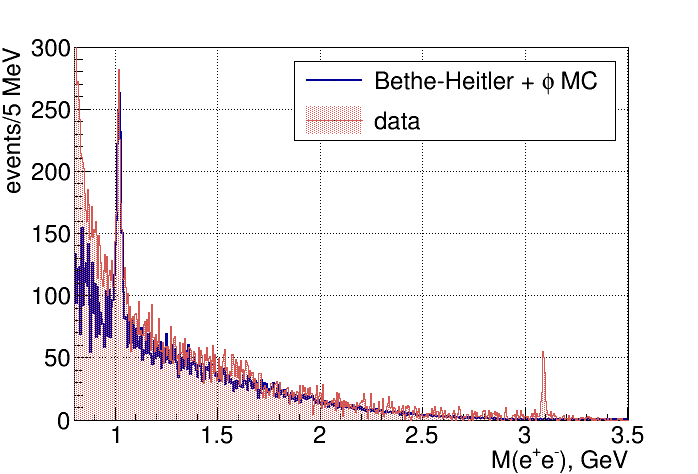 events/5 MeV
300
250
200
150
100
50
0
Bethe-Heitler + ϕ MC
data
1 1.5 2 2.5 3 3.5
M(e⁺e⁻), GeV